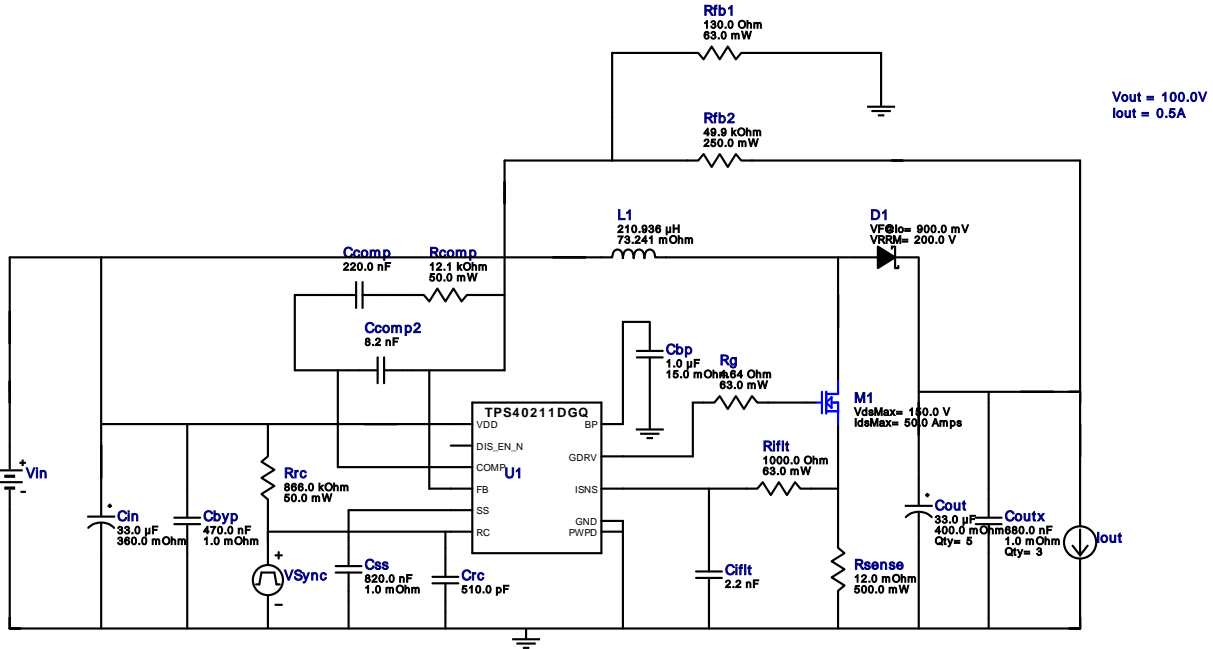 Rfb1
130.0 Ohm
63.0 mW
Vout = 100.0V
Iout = 0.5A
Rfb2
49.9 kOhm
250.0 mW
L1
210.936 µH
73.241 mOhm
D1
VF@Io= 900.0 mV
VRRM= 200.0 V
Ccomp
220.0 nF
Rcomp
12.1 kOhm
50.0 mW
Ccomp2
8.2 nF
Cbp
1.0 µF
15.0 mOhm
Rg
4.64 Ohm
63.0 mW
M1
VdsMax= 150.0 V
IdsMax= 50.0 Amps
TPS40211DGQ
VDD
DIS_EN_N
COMP
FB
SS
RC
U1
BP
GDRV
ISNS
GND
PWPD
Riflt
1000.0 Ohm
63.0 mW
+
Vin
-
Rrc
866.0 kOhm
50.0 mW
Cin
33.0 µF
360.0 mOhm
Cbyp
470.0 nF
1.0 mOhm
+
VSync
−
Css
820.0 nF
1.0 mOhm
Crc
510.0 pF
Ciflt
2.2 nF
Rsense
12.0 mOhm
500.0 mW
Cout
33.0 µF
400.0 mOhm
Qty= 5
Coutx
680.0 nF
1.0 mOhm
Qty= 3
Iout